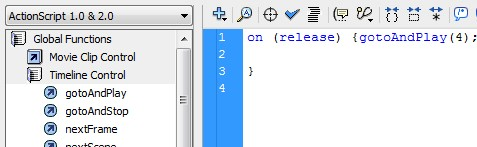 ActionScript 1.0 & 2.0
Global Functions
Movie Clip Control
Timeline Control
gotoAndPlay
gotoAndStop
nextFrame
nextScene
1 on (release) {gotoAndPlay(4);
2
3 }
4